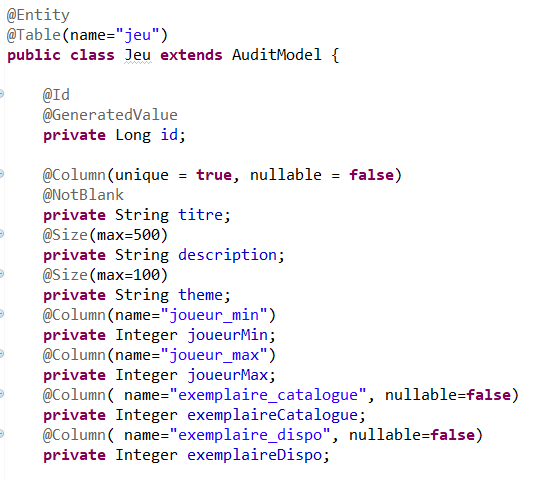 @Entity
@Table(name="jeu")
public class Jeu extends AuditModel {
@Id
@GeneratedValue
private Long id;
@Column(unique = true, nullable = false)
@NotBlank
private String titre;
@Size(max=500)
private String description;
@Size(max=100)
private String theme;
@Column(name="joueur_min")
private Integer joueurMin;
@Column(name="joueur_max")
private Integer joueurMax;
@Column( name="exemplaire_catalogue", nullable=false)
private Integer exemplaireCatalogue;
@Column( name="exemplaire_dispo", nullable=false)
private Integer exemplaireDispo;